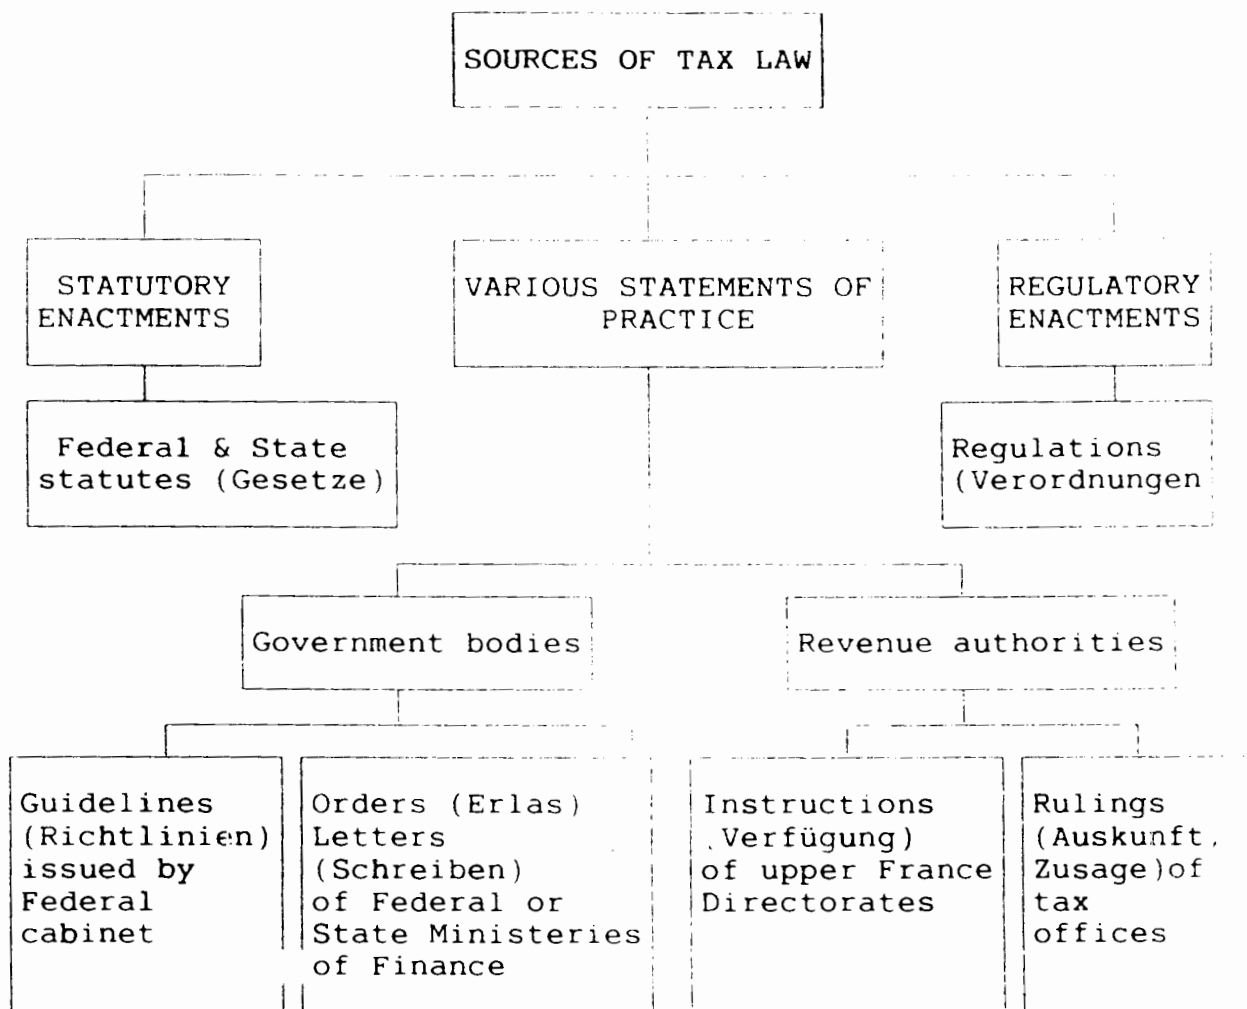 SOURCES OF TAX LAW
STATUTORY
ENACTMENTS
VARIOUS STATEMENTS OF
PRACTICE
REGULATORY
ENACTMENTS
Federal & State
statutes (Gesetze)
Regulations
(Verordnungen
Government bodies
Revenue authorities
Guidelines
(Richtlinien)
issued by
Federal
cabinet
Orders (Erlas)
Letters
(Schreiben)
of Federal or
State Ministeries
of Finance
Instructions
Verfügung)
of upper France
Directorates
Rulings
(Auskunft,
Zusage)of
tax
offices